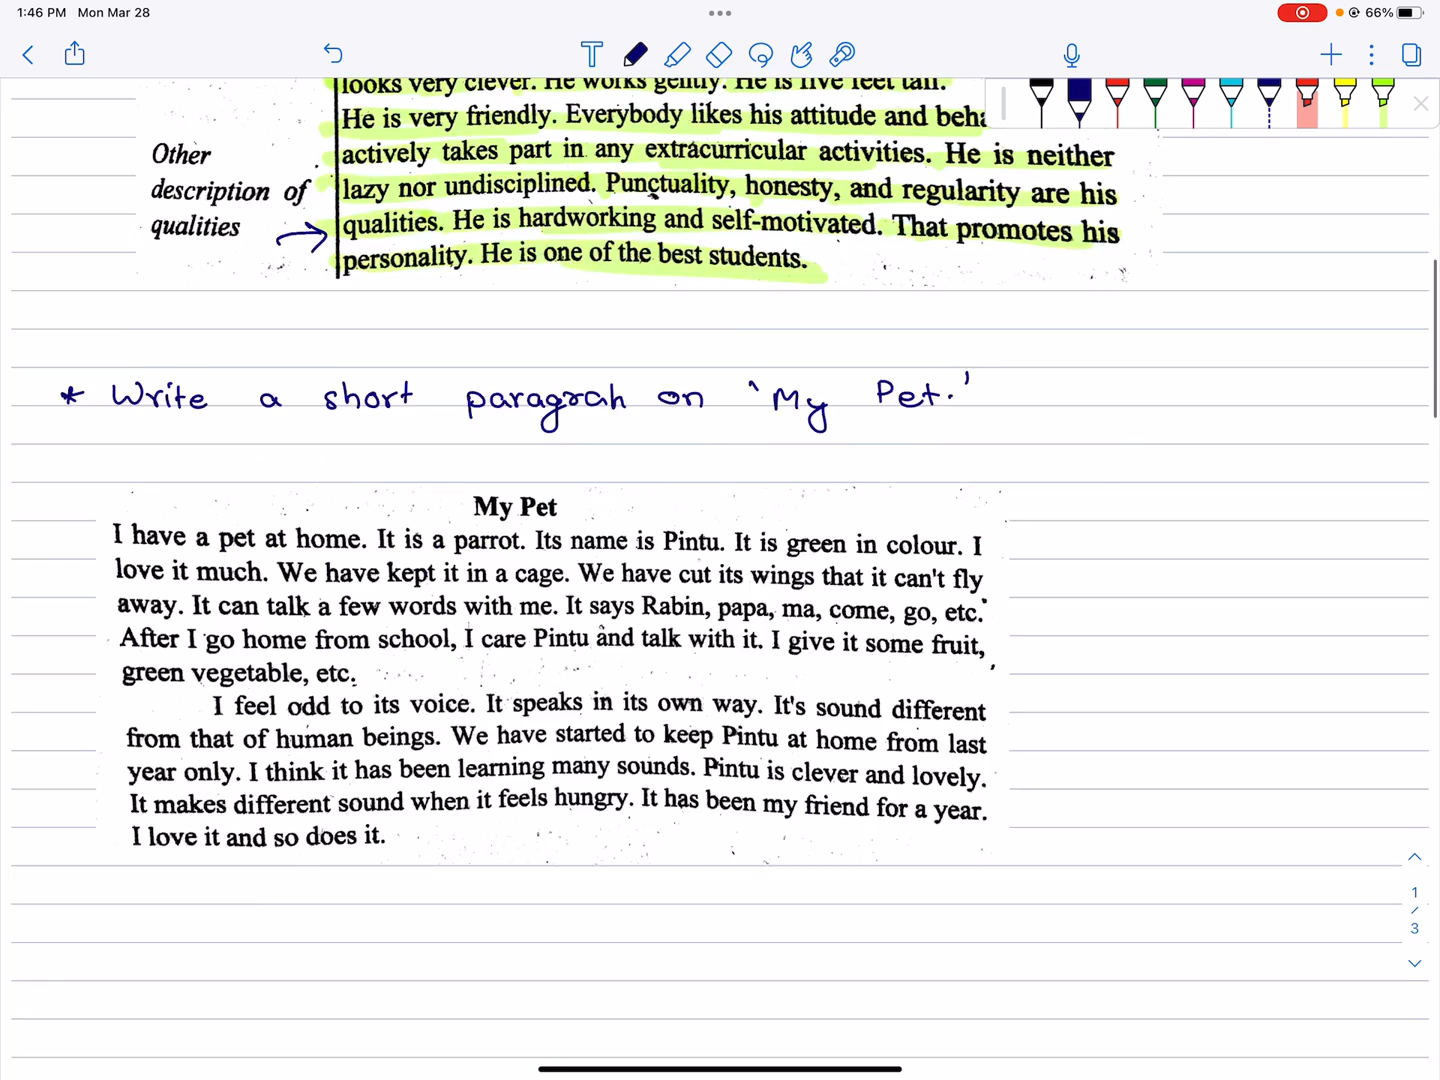 1:46 PM Mon Mar 28
66%
looks very clever. He works gently. He is five feet tall.
He is very friendly. Everybody likes his attitude and beha
Other
actively takes part in any extracurricular activities. He is neither
description of
lazy nor undisciplined. Punctuality, honesty, and regularity are his
qualities
qualities. He is hardworking and self-motivated. That promotes his
personality. He is one of the best students.
* Write a short paragrah on 'My Pet.'
My Pet
I have a pet at home. It is a parrot. Its name is Pintu. It is green in colour. I
love it much. We have kept it in a cage. We have cut its wings that it can't fly
away. It can talk a few words with me. It says Rabin, papa, ma, come, go, etc.
After I go home from school, I care Pintu and talk with it. I give it some fruit,
green vegetable, etc.
I feel odd to its voice. It speaks in its own way. It's sound different
from that of human beings. We have started to keep Pintu at home from last
year only. I think it has been learning many sounds. Pintu is clever and lovely.
It makes different sound when it feels hungry. It has been my friend for a year.
I love it and so does it.
1
/
3